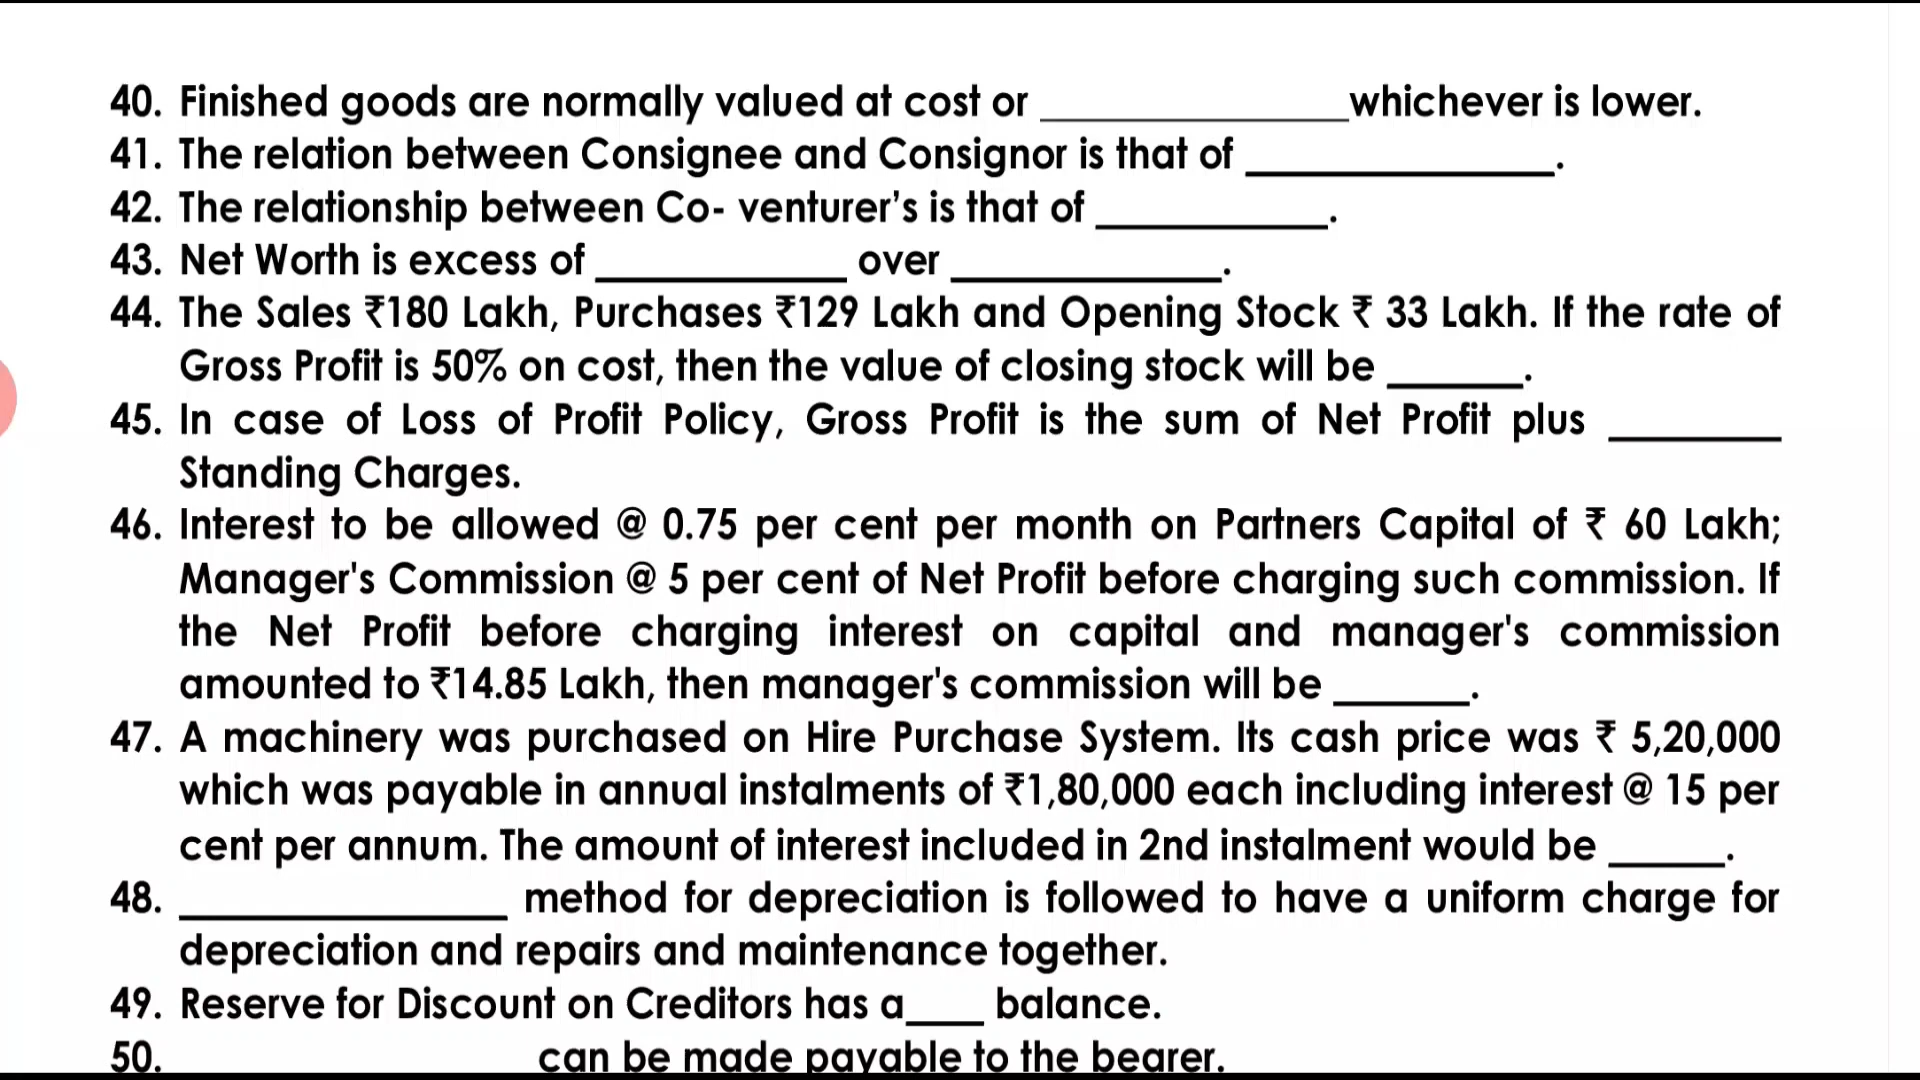 40. Finished goods are normally valued at cost or ________________whichever is lower.
41. The relation between Consignee and Consignor is that of ________________.
42. The relationship between Co- venturer’s is that of ____________.
43. Net Worth is excess of _____________ over ______________.
44. The Sales ₹180 Lakh, Purchases ₹129 Lakh and Opening Stock ₹ 33 Lakh. If the rate of
Gross Profit is 50% on cost, then the value of closing stock will be _______.
45. In case of Loss of Profit Policy, Gross Profit is the sum of Net Profit plus _________
Standing Charges.
46. Interest to be allowed @ 0.75 per cent per month on Partners Capital of ₹ 60 Lakh;
Manager's Commission @ 5 per cent of Net Profit before charging such commission. If
the Net Profit before charging interest on capital and manager's commission
amounted to ₹14.85 Lakh, then manager's commission will be _______.
47. A machinery was purchased on Hire Purchase System. Its cash price was ₹ 5,20,000
which was payable in annual instalments of ₹1,80,000 each including interest @ 15 per
cent per annum. The amount of interest included in 2nd instalment would be ______.
48. _________________ method for depreciation is followed to have a uniform charge for
depreciation and repairs and maintenance together.
49. Reserve for Discount on Creditors has a____ balance.
50. can be made payable to the bearer.